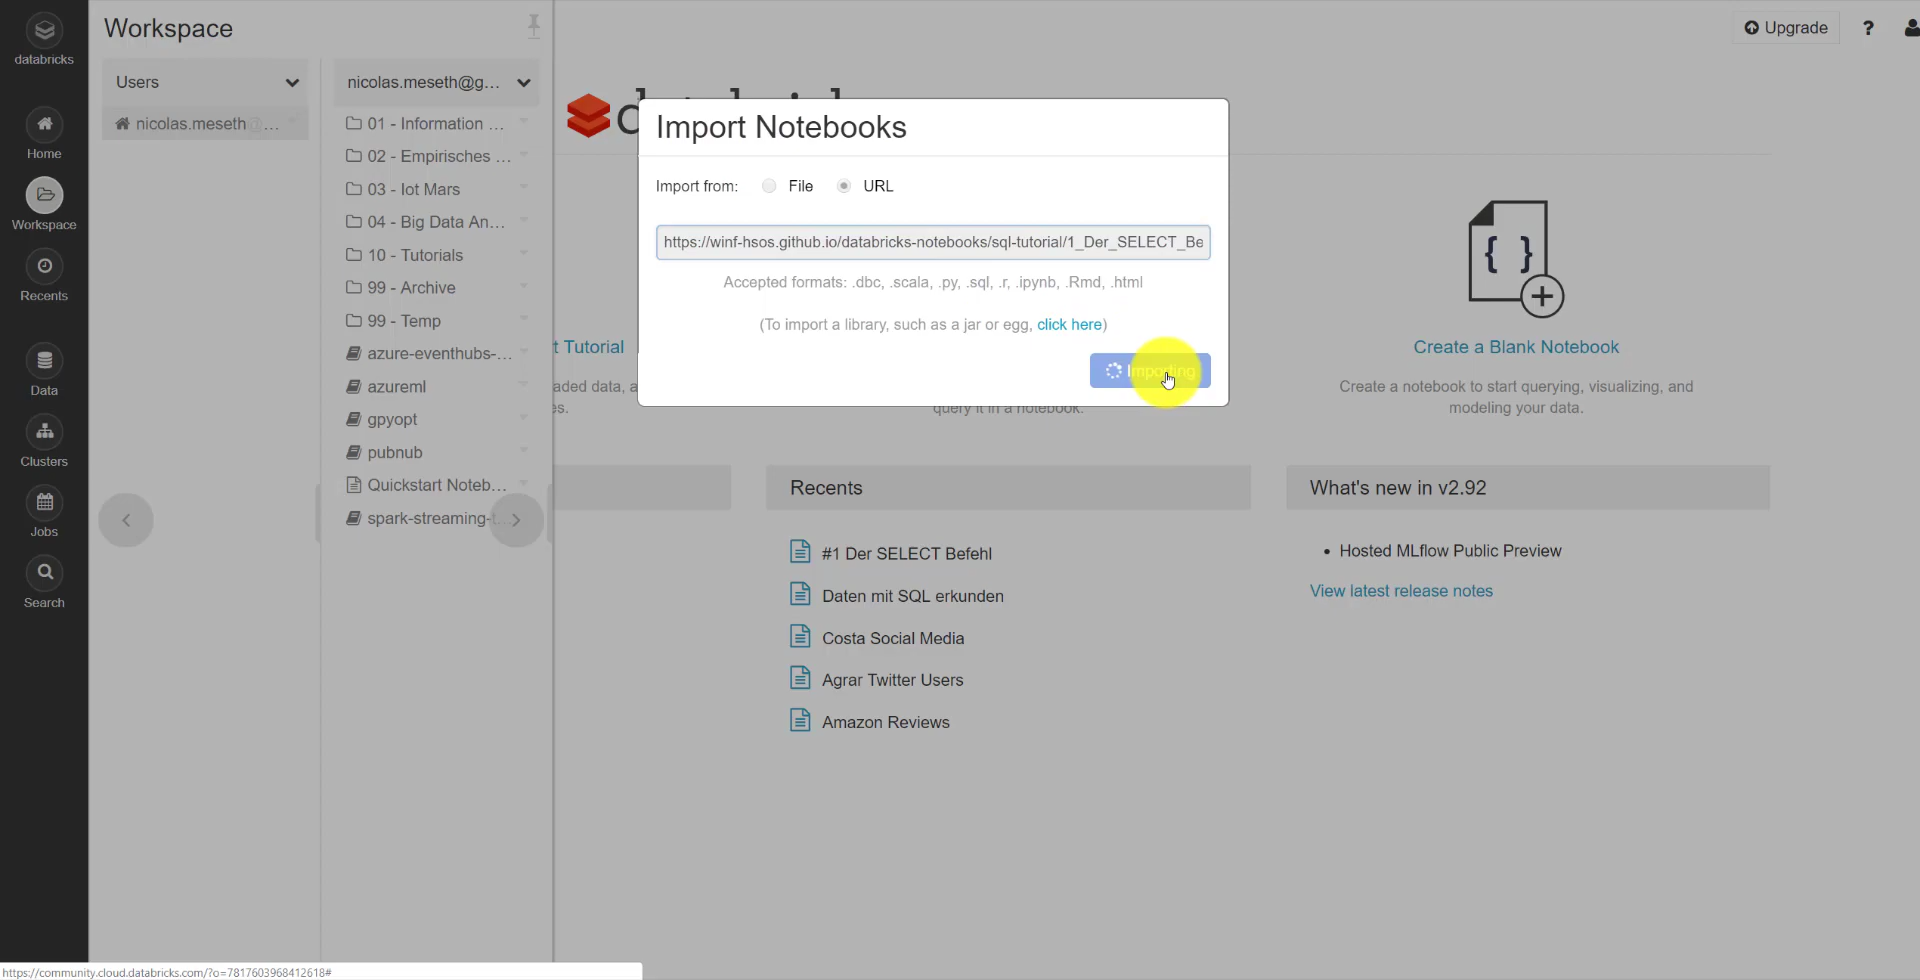 databricks
Home
Workspace
Recents
Data
Clusters
Jobs
Search
Workspace
Users
nicolas.meseth@...
nicolas.meseth@g...
01 - Information ...
02 - Empirisches ...
03 - Iot Mars
04 - Big Data An...
10 - Tutorials
99 - Archive
99 - Temp
azure-eventhubs-...
azureml
gpyopt
pubnub
Quickstart Noteb...
spark-streaming-t...
Upgrade
?
Import Notebooks
Import from: File URL
https://winf-hsos.github.io/databricks-notebooks/sql-tutorial/1_Der_SELECT_Be
Accepted formats: .dbc, .scala, .py, .sql, .r, .ipynb, .Rmd, .html
(To import a library, such as a jar or egg, click here)
Importing
t Tutorial
aded data, a
es.
query it in a notebook.
{ }
Create a Blank Notebook
Create a notebook to start querying, visualizing, and
modeling your data.
Recents
#1 Der SELECT Befehl
Daten mit SQL erkunden
Costa Social Media
Agrar Twitter Users
Amazon Reviews
What's new in v2.92
• Hosted MLflow Public Preview
View latest release notes
https://community.cloud.databricks.com/?o=7817603968412618#